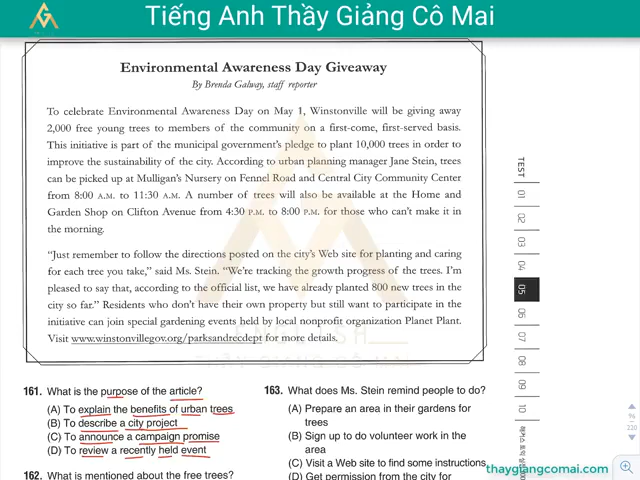 Tiếng Anh Thầy Giảng Cô Mai
Environmental Awareness Day Giveaway
By Brenda Galway, staff reporter
To celebrate Environmental Awareness Day on May 1, Winstonville will be giving away
2,000 free young trees to members of the community on a first-come, first-served basis.
This initiative is part of the municipal government's pledge to plant 10,000 trees in order to
improve the sustainability of the city. According to urban planning manager Jane Stein, trees
can be picked up at Mulligan's Nursery on Fennel Road and Central City Community Center
from 8:00 A.M. to 11:30 A.M. A number of trees will also be available at the Home and
Garden Shop on Clifton Avenue from 4:30 P.M. to 8:00 P.M. for those who can't make it in
the morning.
"Just remember to follow the directions posted on the city's Web site for planting and caring
for each tree you take," said Ms. Stein. "We're tracking the growth progress of the trees. I'm
pleased to say that, according to the official list, we have already planted 800 new trees in the
city so far." Residents who don't have their own property but still want to participate in the
initiative can join special gardening events held by local nonprofit organization Planet Plant.
Visit www.winstonvillegov.org/parksandrecdept for more details.
ENGLISH
THẦY GIẢNG CÔ MAI
161. What is the purpose of the article?
(A) To explain the benefits of urban trees
(B) To describe a city project
(C) To announce a campaign promise
(D) To review a recently held event
162. What is mentioned about the free trees?
163. What does Ms. Stein remind people to do?
(A) Prepare an area in their gardens for
trees
(B) Sign up to do volunteer work in the
area
(C) Visit a Web site to find some instructions
(D) Get permission from the city for
TEST
01
02
03
04
05
06
07
08
09
10
96
220
thaygiangcomai.com